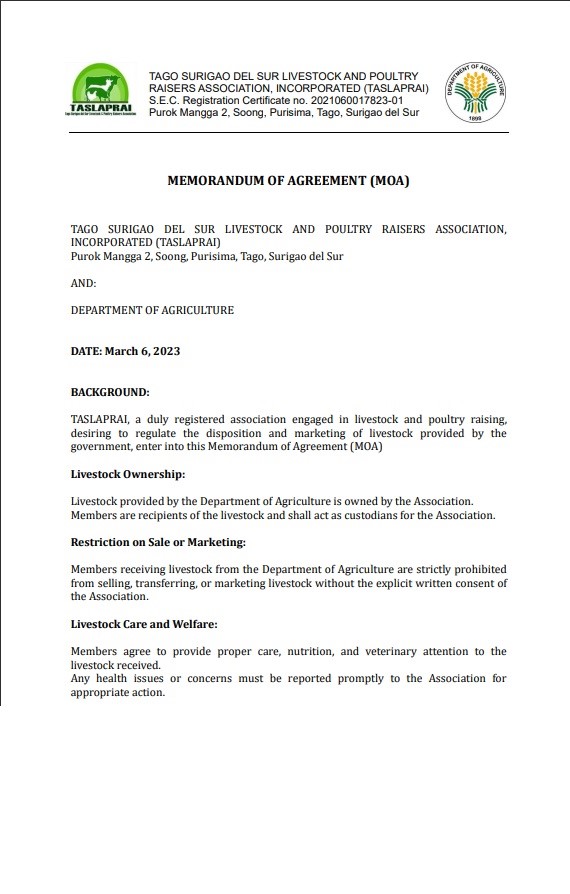 TASLAPRAI
Tago Surigao del Sur Livestock & Poultry Raisers Association
TAGO SURIGAO DEL SUR LIVESTOCK AND POULTRY
RAISERS ASSOCIATION, INCORPORATED (TASLAPRAI)
S.E.C. Registration Certificate no. 2021060017823-01
Purok Mangga 2, Soong, Purisima, Tago, Surigao del Sur
DEPARTMENT OF AGRICULTURE
1898
MEMORANDUM OF AGREEMENT (MOA)
TAGO SURIGAO DEL SUR LIVESTOCK AND POULTRY RAISERS ASSOCIATION,
INCORPORATED (TASLAPRAI)
Purok Mangga 2, Soong, Purisima, Tago, Surigao del Sur
AND:
DEPARTMENT OF AGRICULTURE
DATE: March 6, 2023
BACKGROUND:
TASLAPRAI, a duly registered association engaged in livestock and poultry raising,
desiring to regulate the disposition and marketing of livestock provided by the
government, enter into this Memorandum of Agreement (MOA)
Livestock Ownership:
Livestock provided by the Department of Agriculture is owned by the Association.
Members are recipients of the livestock and shall act as custodians for the Association.
Restriction on Sale or Marketing:
Members receiving livestock from the Department of Agriculture are strictly prohibited
from selling, transferring, or marketing livestock without the explicit written consent of
the Association.
Livestock Care and Welfare:
Members agree to provide proper care, nutrition, and veterinary attention to the
livestock received.
Any health issues or concerns must be reported promptly to the Association for
appropriate action.